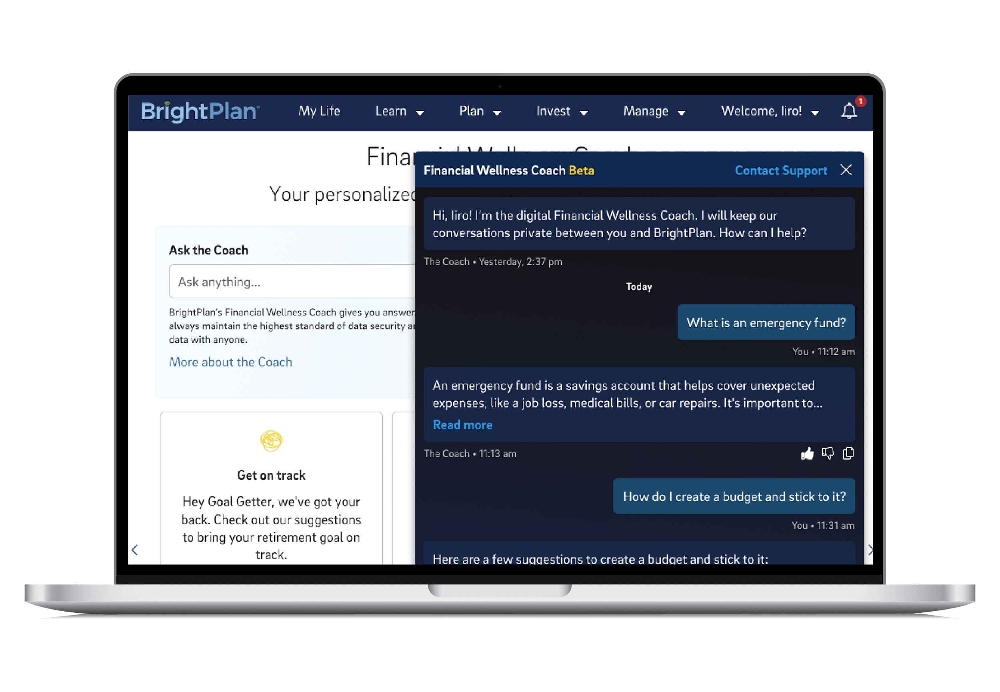 BrightPlan
My Life
Learn
Plan
Invest
Manage
Welcome, Iiro!
1
Your personalized
Financial Wellness Coach Beta
Contact Support
Hi, Iiro! I'm the digital Financial Wellness Coach. I will keep our
conversations private between you and BrightPlan. How can I help?
The Coach • Yesterday, 2:37 pm
Today
What is an emergency fund?
You • 11:12 am
An emergency fund is a savings account that helps cover unexpected
expenses, like a job loss, medical bills, or car repairs. It's important to...
Read more
The Coach • 11:13 am
How do I create a budget and stick to it?
You • 11:31 am
Here are a few suggestions to create a budget and stick to it:
Ask the Coach
Ask anything...
BrightPlan's Financial Wellness Coach gives you answer
always maintain the highest standard of data security
data with anyone.
More about the Coach
Get on track
Hey Goal Getter, we've got your
back. Check out our suggestions
to bring your retirement goal on
track.